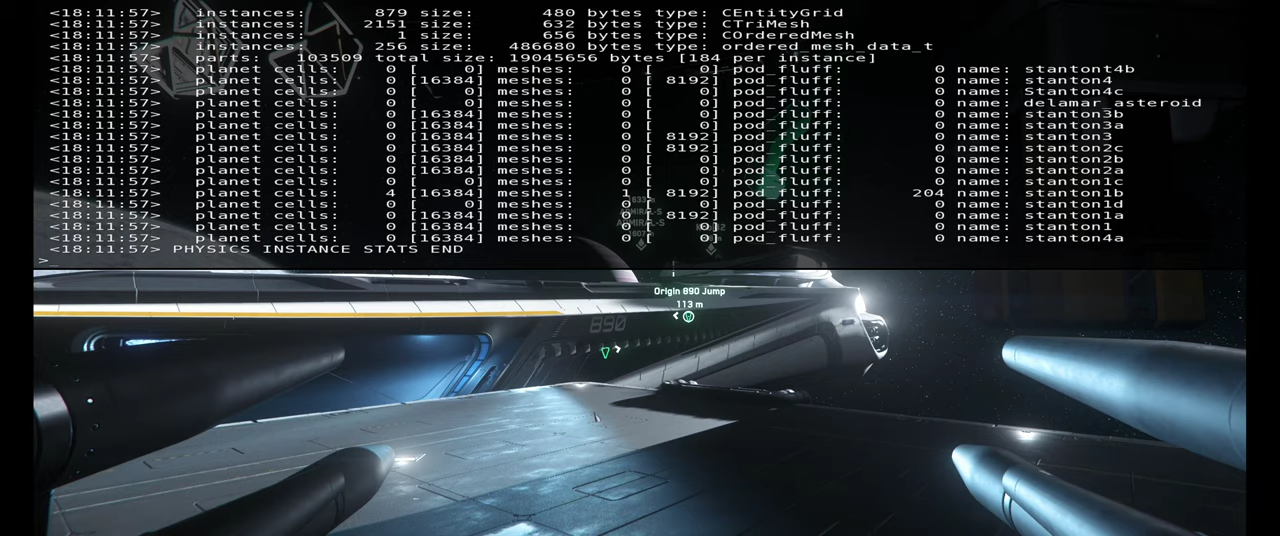 <18:11:57> instances: 879 size: 480 bytes type: CEntityGrid
<18:11:57> instances: 2151 size: 632 bytes type: CTriMesh
<18:11:57> instances: 1 size: 656 bytes type: COrderedMesh
<18:11:57> instances: 256 size: 486680 bytes type: ordered_mesh_data_t
<18:11:57> parts: 103509 total size: 19045656 bytes [184 per instance]
<18:11:57> planet cells: 0 [ 0] meshes: 0 [ 0] pod_fluff: 0 name: stantont4b
<18:11:57> planet cells: 0 [16384] meshes: 0 [ 8192] pod_fluff: 0 name: stanton4
<18:11:57> planet cells: 0 [ 0] meshes: 0 [ 0] pod_fluff: 0 name: Stanton4c
<18:11:57> planet cells: 0 [ 0] meshes: 0 [ 0] pod_fluff: 0 name: delamar_asteroid
<18:11:57> planet cells: 0 [16384] meshes: 0 [ 0] pod_fluff: 0 name: stanton3b
<18:11:57> planet cells: 0 [16384] meshes: 0 [ 0] pod_fluff: 0 name: stanton3a
<18:11:57> planet cells: 0 [16384] meshes: 0 [ 8192] pod_fluff: 0 name: stanton3
<18:11:57> planet cells: 0 [16384] meshes: 0 [ 8192] pod_fluff: 0 name: stanton2c
<18:11:57> planet cells: 0 [16384] meshes: 0 [ 0] pod_fluff: 0 name: stanton2b
<18:11:57> planet cells: 0 [16384] meshes: 0 [ 0] pod_fluff: 0 name: stanton2a
<18:11:57> planet cells: 0 [ 0] meshes: 0 [ 0] pod_fluff: 0 name: stanton1c
<18:11:57> planet cells: 4 [16384] meshes: 1 [ 8192] pod_fluff: 204 name: stanton1b
<18:11:57> planet cells: 0 [ 0] meshes: 0 [ 0] pod_fluff: 0 name: stanton1d
<18:11:57> planet cells: 0 [16384] meshes: 0 [ 8192] pod_fluff: 0 name: stanton1a
<18:11:57> planet cells: 0 [16384] meshes: 0 [ 0] pod_fluff: 0 name: stanton1
<18:11:57> planet cells: 0 [16384] meshes: 0 [ 0] pod_fluff: 0 name: stanton4a
<18:11:57> PHYSICS INSTANCE STATS END
>
Origin 890 Jump
113 m
890